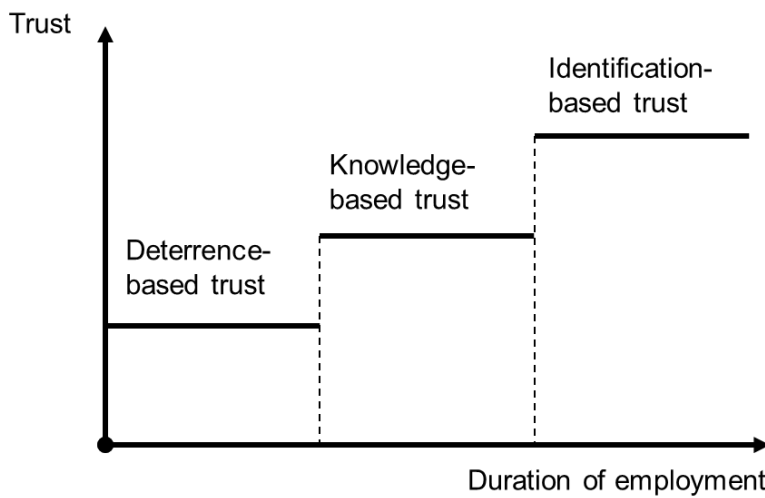 Trust
Identification-
based trust
Knowledge-
based trust
Deterrence-
based trust
Duration of employment